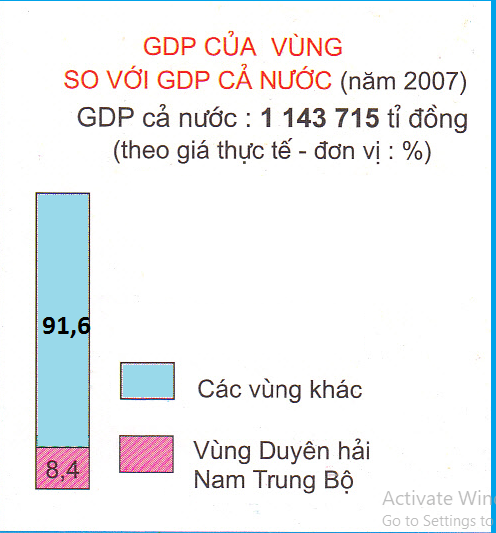 GDP CỦA VÙNG
SO VỚI GDP CẢ NƯỚC (năm 2007)
GDP cả nước : 1 143 715 tỉ đồng
(theo giá thực tế - đơn vị : %)
91,6
Các vùng khác
8,4
Vùng Duyên hải
Nam Trung Bộ
Activate Win
Go to Settings to